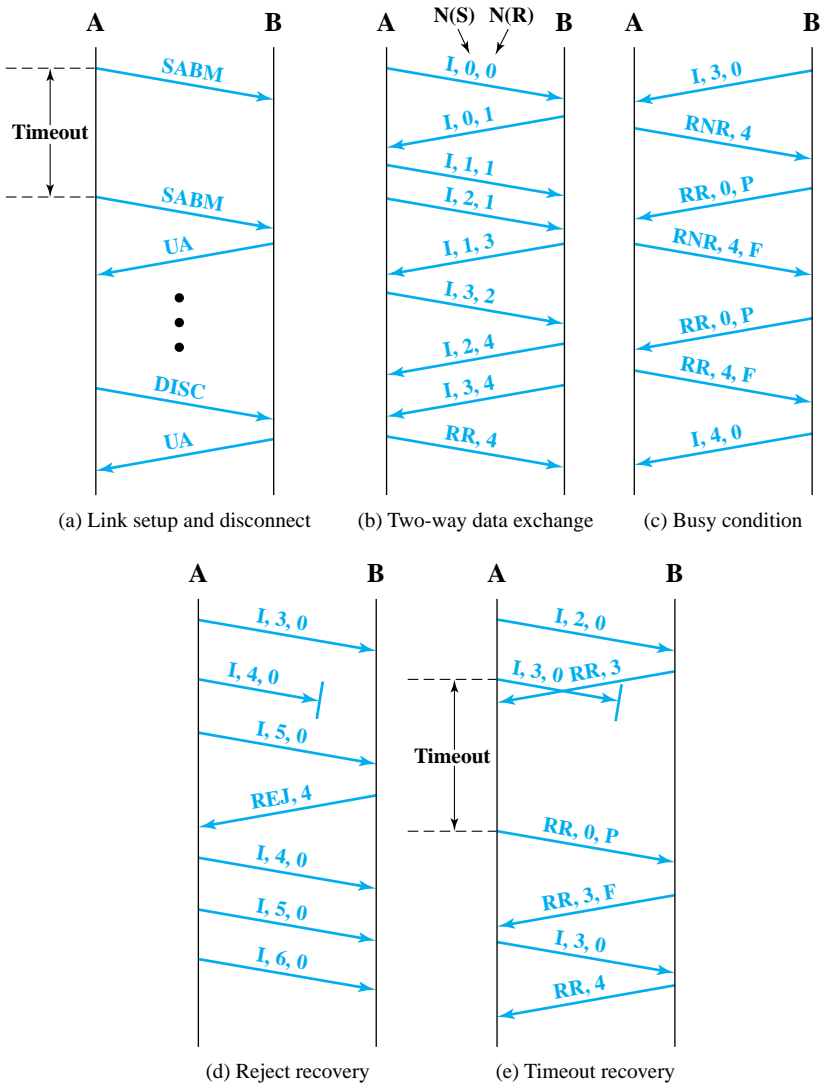 A B
SABM
Timeout
SABM
UA
DISC
UA
(a) Link setup and disconnect
N(S) N(R)
A B
I, 0, 0
I, 0, 1
I, 1, 1
I, 2, 1
I, 1, 3
I, 3, 2
I, 2, 4
I, 3, 4
RR, 4
(b) Two-way data exchange
A B
I, 3, 0
RNR, 4
RR, 0, P
RNR, 4, F
RR, 0, P
RR, 4, F
I, 4, 0
(c) Busy condition
A B
I, 3, 0
I, 4, 0
I, 5, 0
REJ, 4
I, 4, 0
I, 5, 0
I, 6, 0
(d) Reject recovery
A B
I, 2, 0
I, 3, 0 RR, 3
Timeout
RR, 0, P
RR, 3, F
I, 3, 0
RR, 4
(e) Timeout recovery